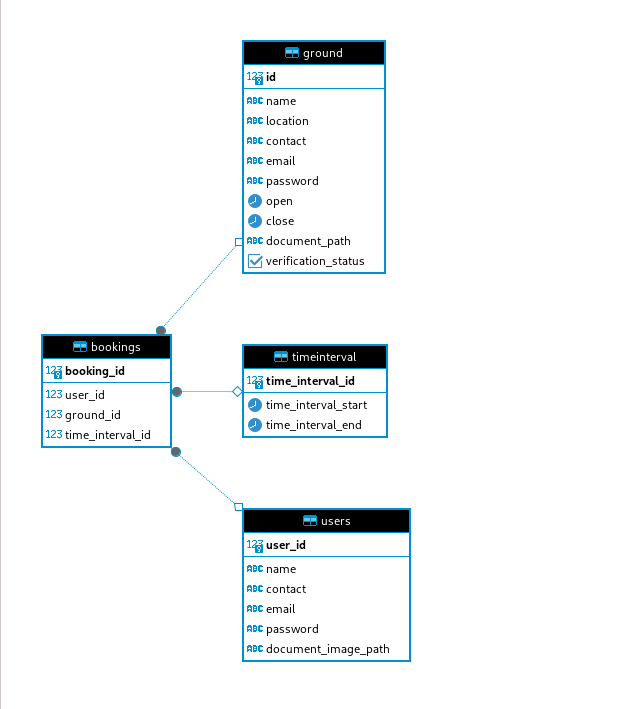 ground
123 id
ABC name
ABC location
ABC contact
ABC email
ABC password
open
close
ABC document_path
verification_status
bookings
123 booking_id
123 user_id
123 ground_id
123 time_interval_id
timeinterval
123 time_interval_id
time_interval_start
time_interval_end
users
123 user_id
ABC name
ABC contact
ABC email
ABC password
ABC document_image_path